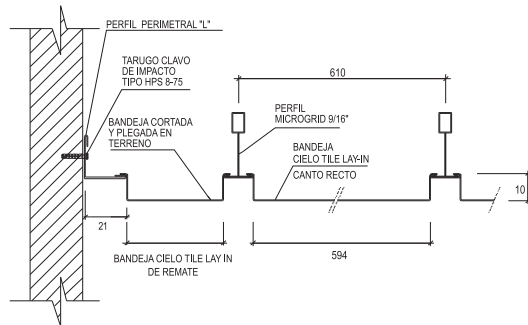 PERFIL PERIMETRAL "L"
TARUGO CLAVO
DE IMPACTO
TIPO HPS 8-75
610
BANDEJA CORTADA
Y PLEGADA EN
TERRENO
PERFIL
MICROGRID 9/16"
BANDEJA
CIELO TILE LAY-IN
CANTO RECTO
10
21
594
BANDEJA CIELO TILE LAY IN
DE REMATE